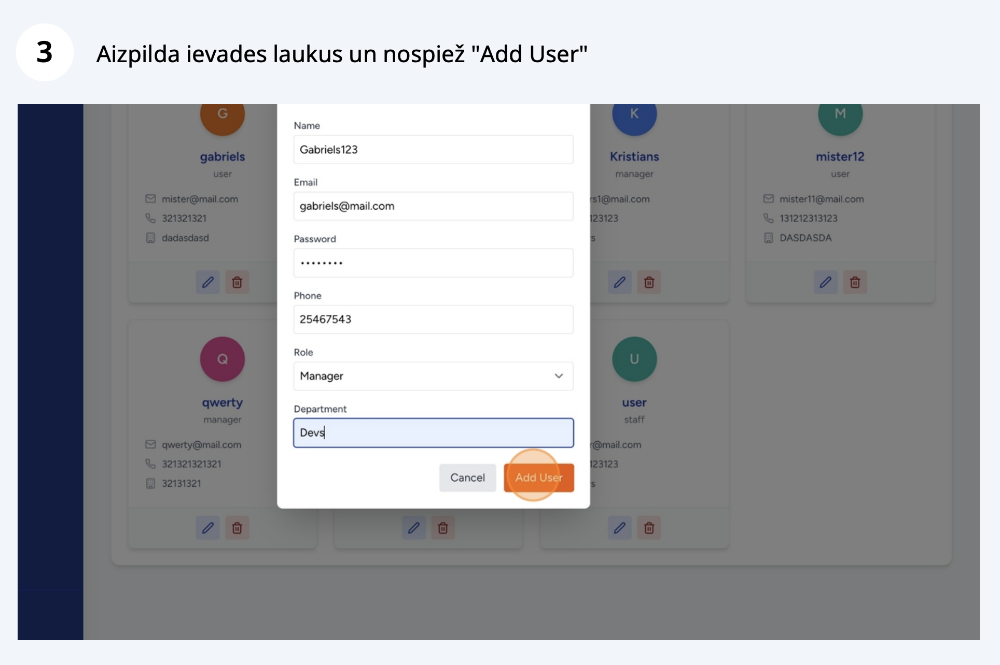 3
Aizpilda ievades laukus un nospiež "Add User"
G
gabriels
user
mister@mail.com
321321321
dadasdasd
Name
Gabriels123
Email
gabriels@mail.com
Password
••••••••
Phone
25467543
Role
Manager
Department
Devs
Cancel
Add User
K
Kristians
manager
rs1@mail.com
123123
s
M
mister12
user
mister11@mail.com
131212313123
DASDASDA
Q
qwerty
manager
qwerty@mail.com
321321321321
32131321
U
user
staff
r@mail.com
123123
s